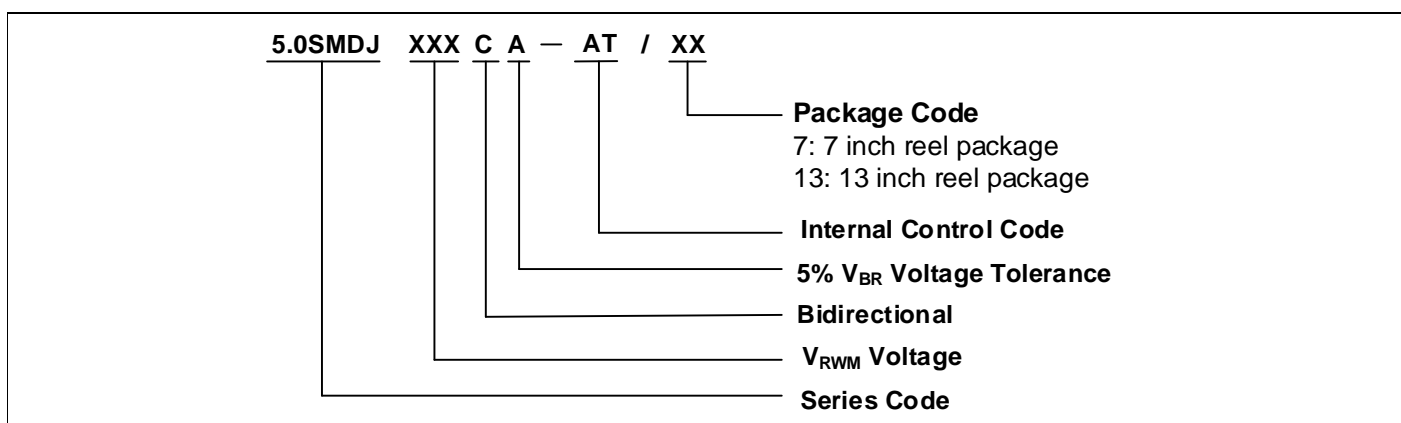 5.0SMDJ XXX C A — AT / XX
Package Code
7: 7 inch reel package
13: 13 inch reel package
Internal Control Code
5% VBR Voltage Tolerance
Bidirectional
VRWM Voltage
Series Code